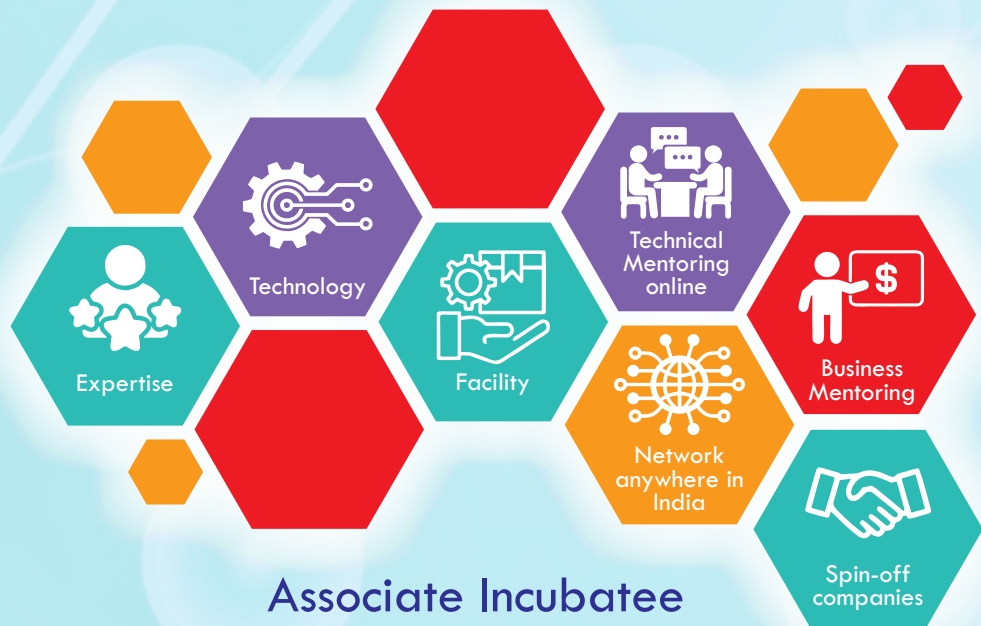 Technology
Technical
Mentoring
online
Expertise
Facility
Business
Mentoring
$
Network
anywhere in
India
Spin-off
companies
Associate Incubatee